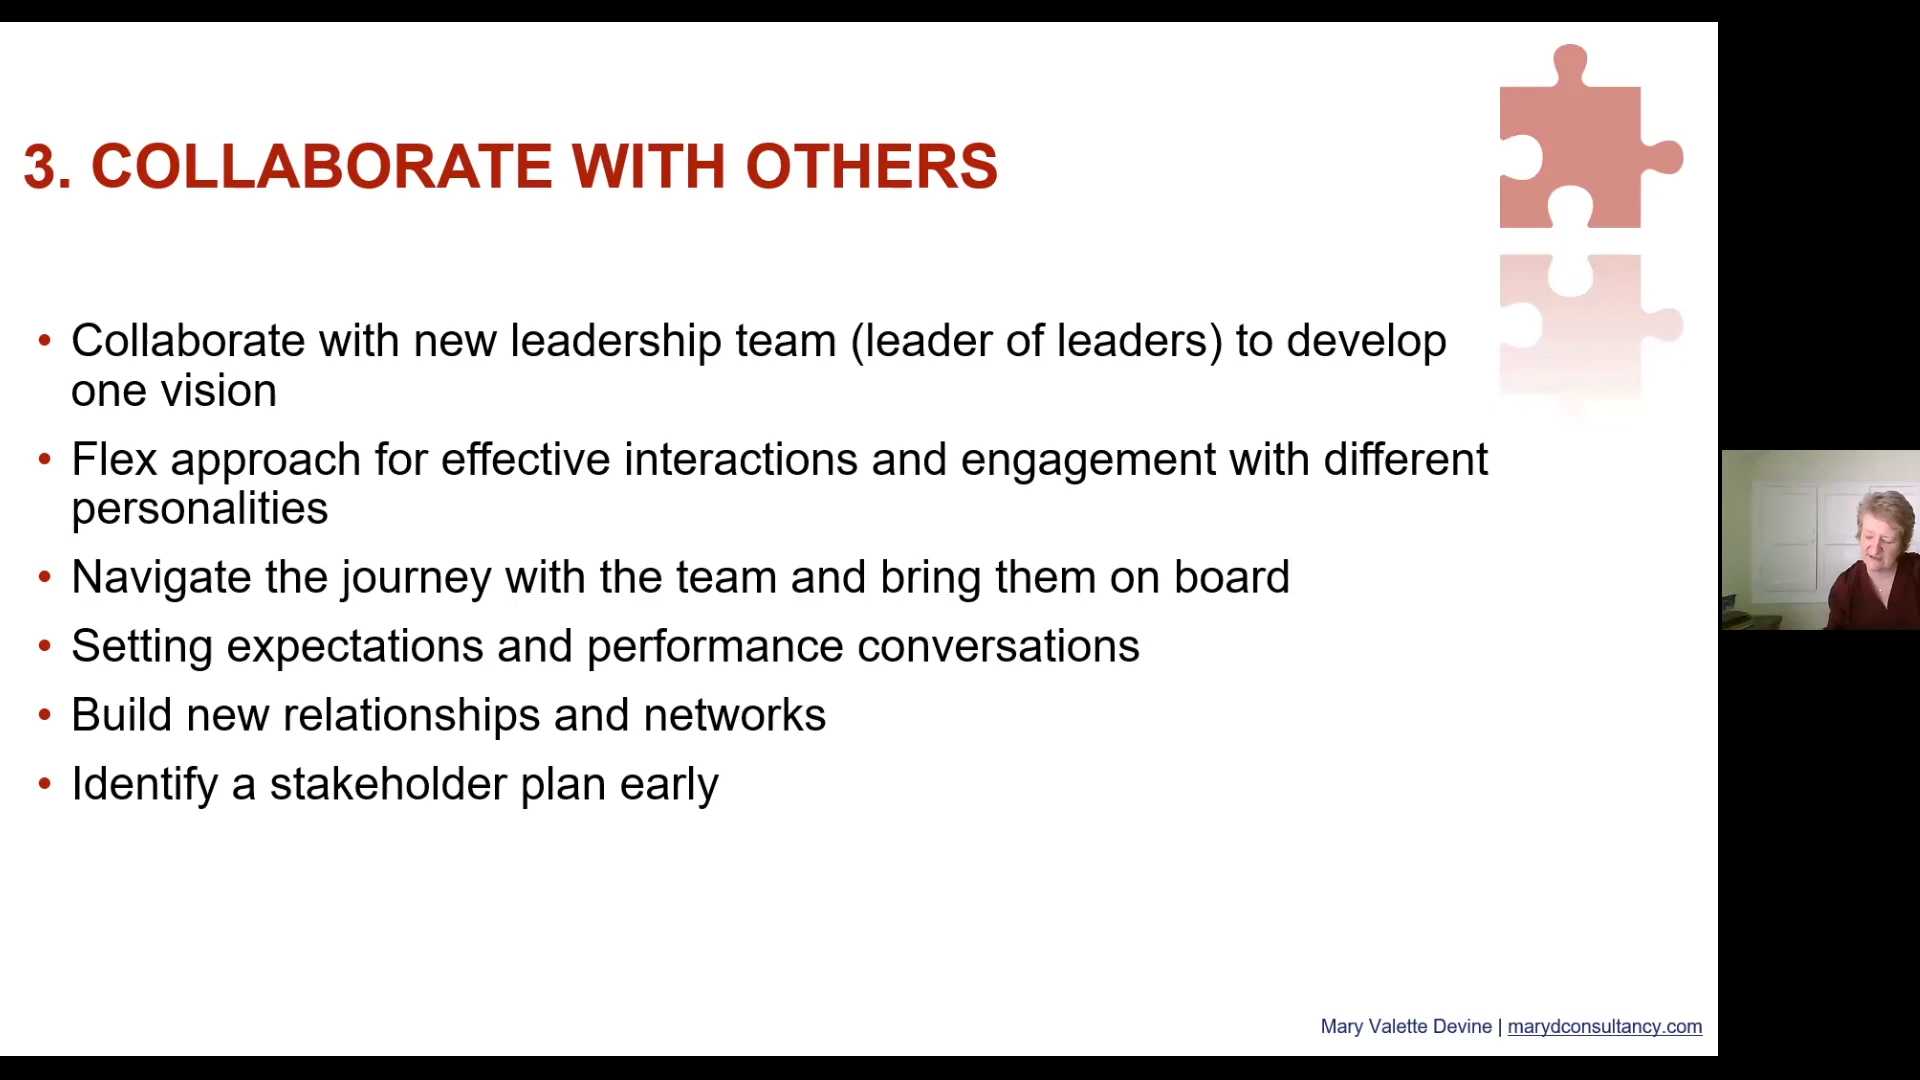 3. COLLABORATE WITH OTHERS
• Collaborate with new leadership team (leader of leaders) to develop
one vision
• Flex approach for effective interactions and engagement with different
personalities
• Navigate the journey with the team and bring them on board
• Setting expectations and performance conversations
• Build new relationships and networks
• Identify a stakeholder plan early
Mary Valette Devine | marydconsultancy.com